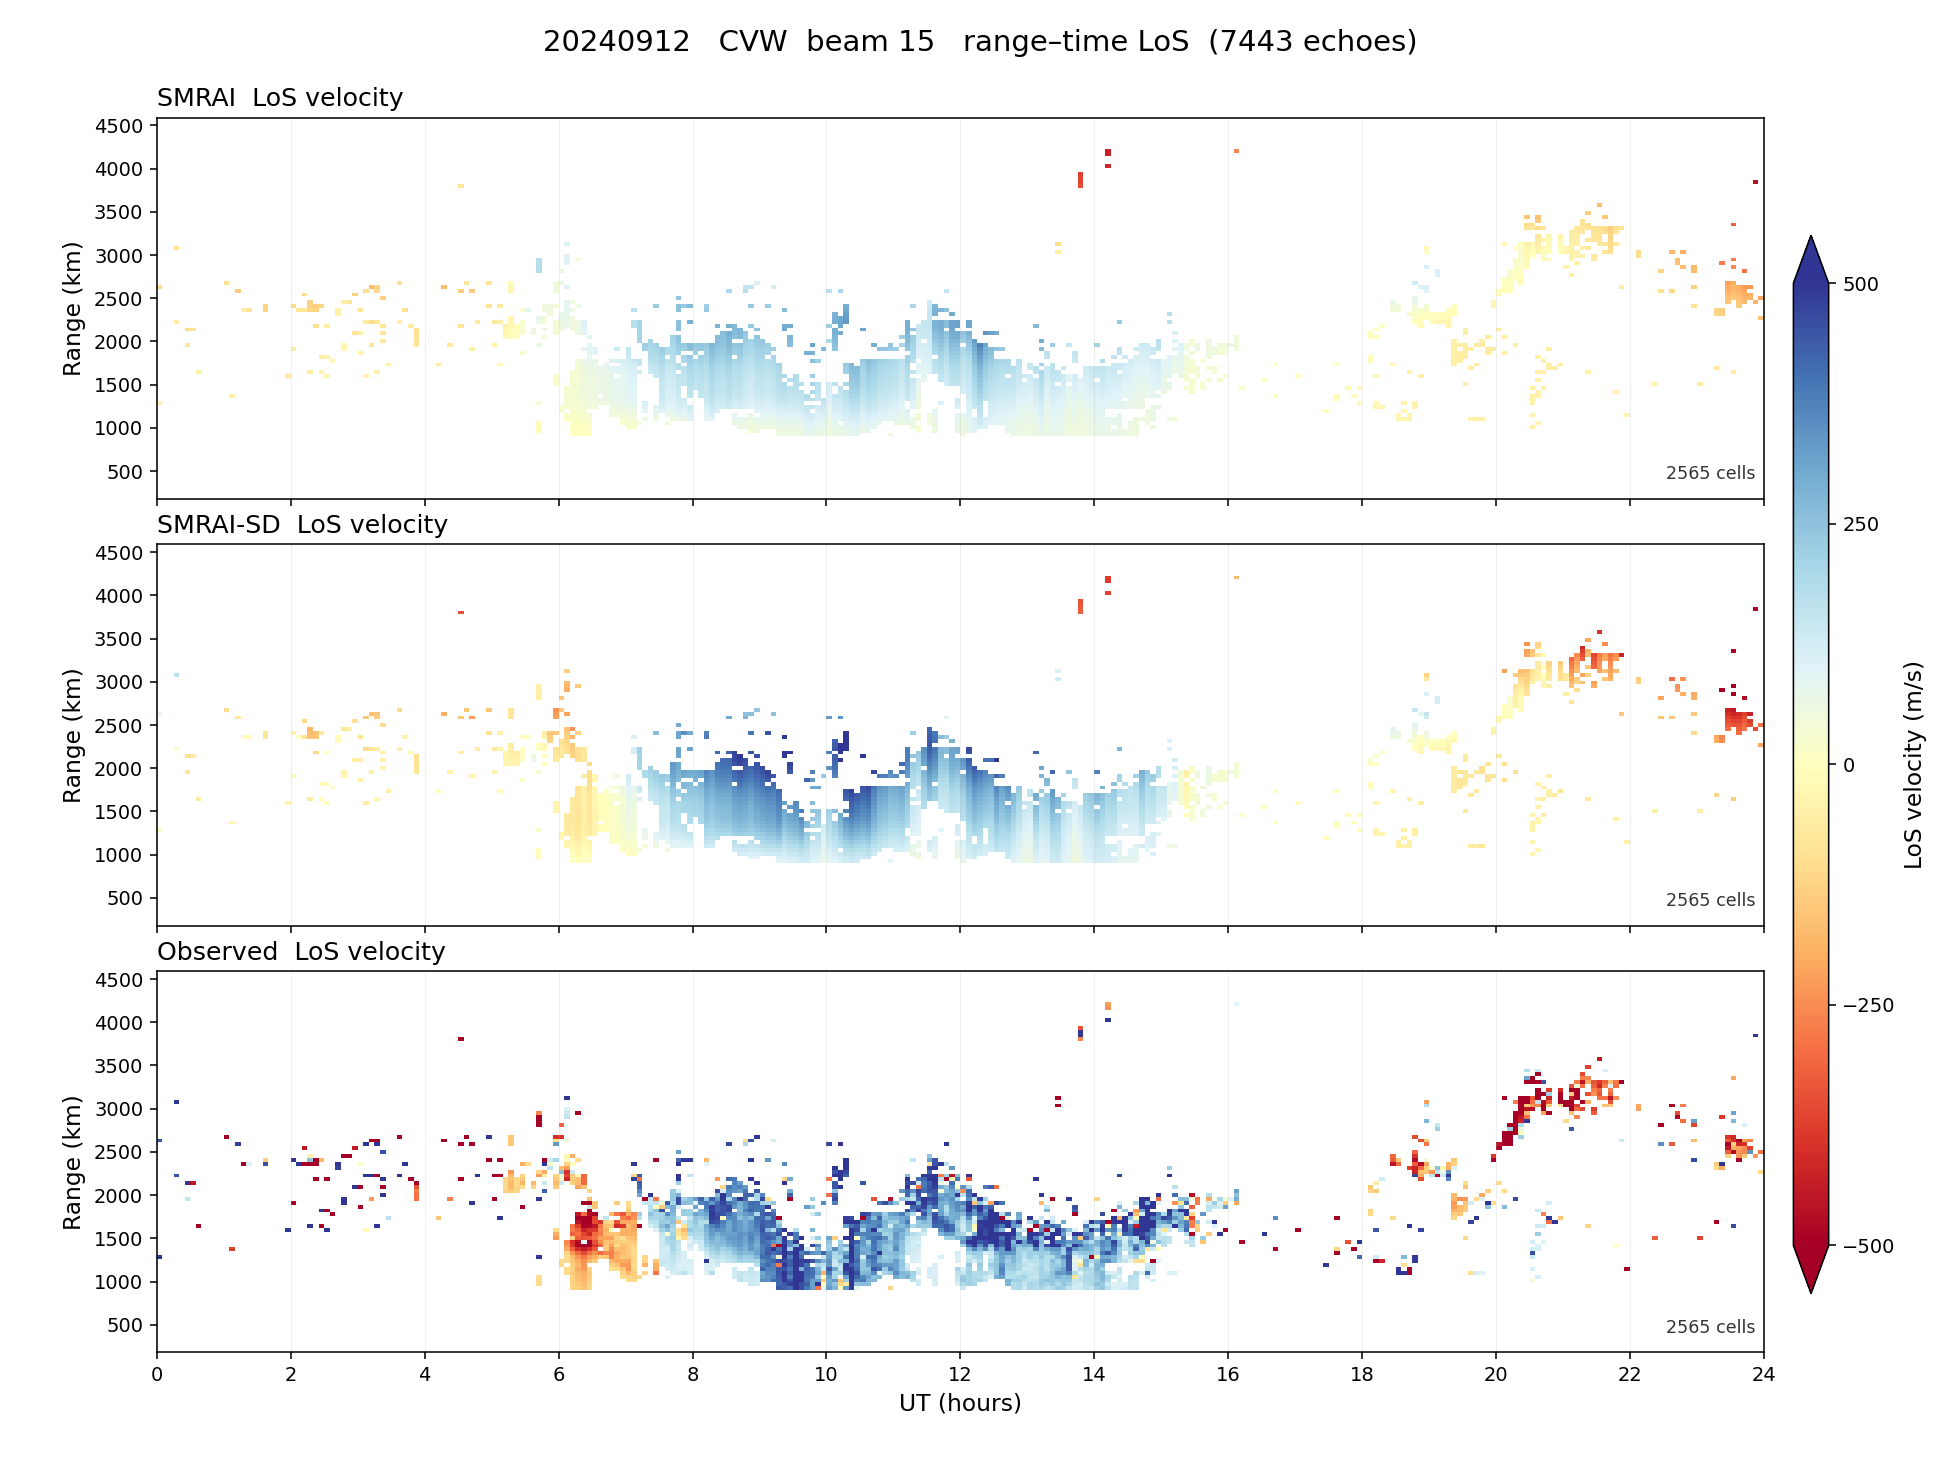 20240912   CVW  beam 15   range–time LoS  (7443 echoes)
SMRAI  LoS velocity
4500
4000
3500
3000
2500
2000
1500
1000
500
Range (km)
2565 cells
SMRAI-SD  LoS velocity
4500
4000
3500
3000
2500
2000
1500
1000
500
Range (km)
2565 cells
Observed  LoS velocity
4500
4000
3500
3000
2500
2000
1500
1000
500
Range (km)
2565 cells
0 2 4 6 8 10 12 14 16 18 20 22 24
UT (hours)
500
250
0
−250
−500
LoS velocity (m/s)